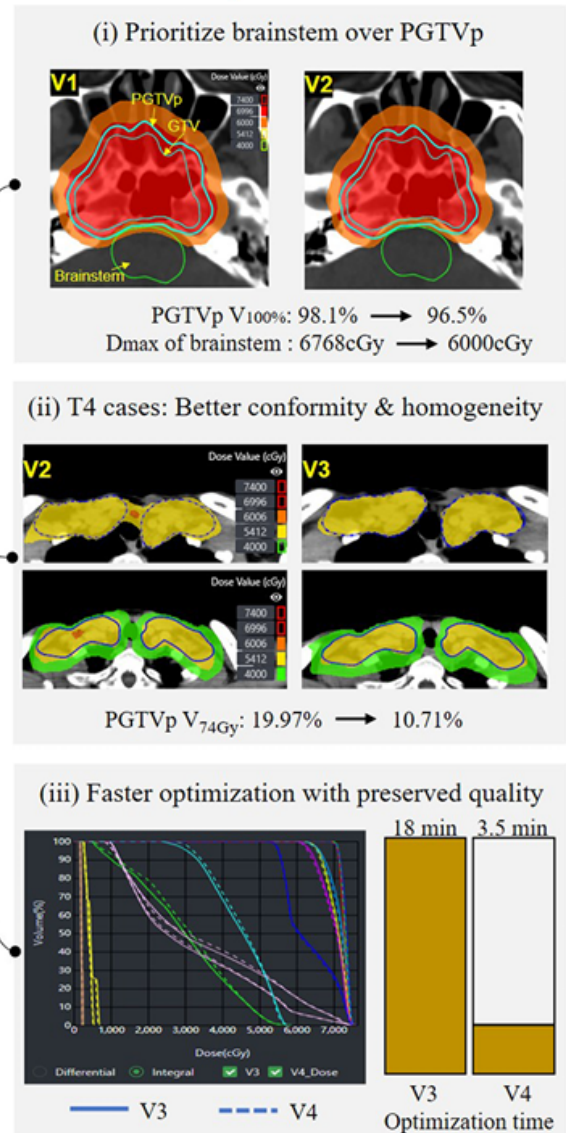 (i) Prioritize brainstem over PGTVp
V1
PGTVp
GTV
Brainstem
Dose Value (cGy)
7400
6996
6000
5412
4000
V2
PGTVp V100%: 98.1% → 96.5%
Dmax of brainstem : 6768cGy → 6000cGy
(ii) T4 cases: Better conformity & homogeneity
V2
Dose Value (cGy)
7400
6996
6006
5412
4000
V3
Dose Value (cGy)
7400
6996
6006
5412
4000
PGTVp V74Gy: 19.97% → 10.71%
(iii) Faster optimization with preserved quality
Volume(%)
100
90
80
70
60
50
40
30
20
10
0
0 1,000 2,000 3,000 4,000 5,000 6,000 7,000
Dose(cGy)
Differential Integral V3 V4_Dose
V3 V4
18 min 3.5 min
V3 V4
Optimization time